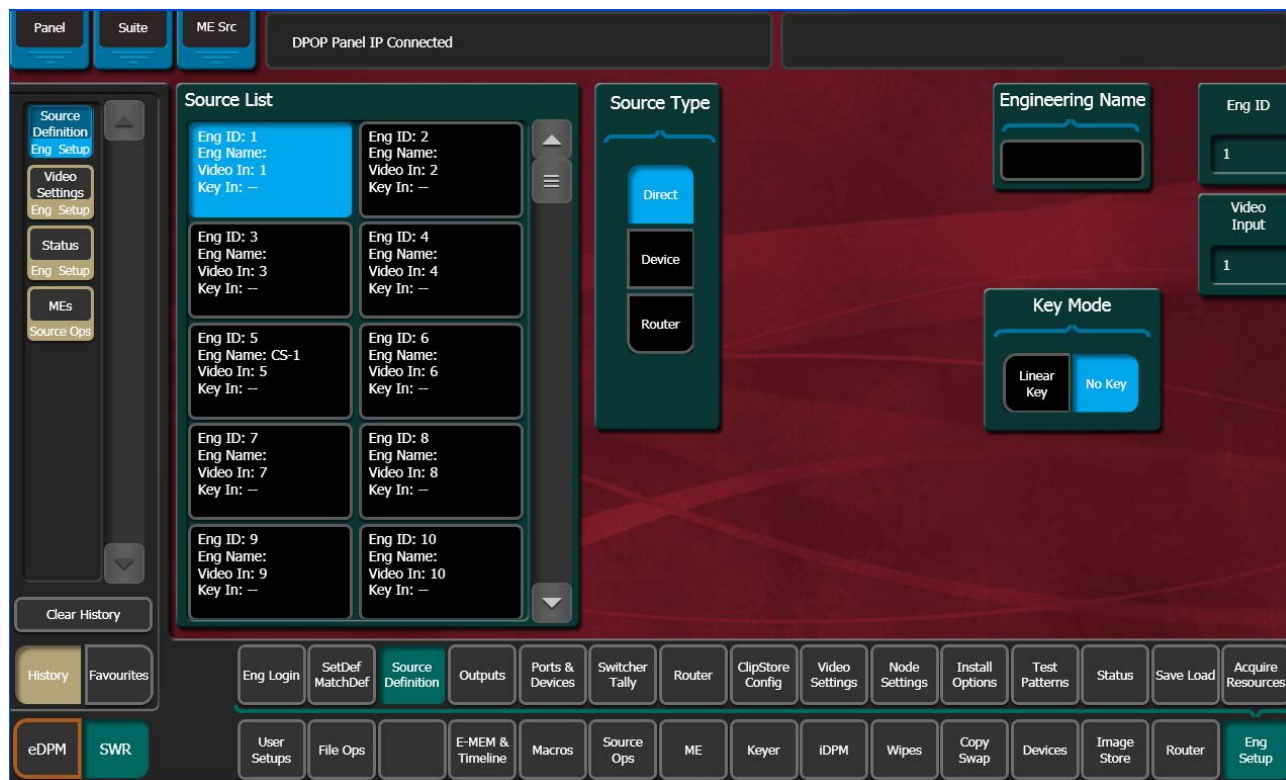 Panel
Suite
ME Src
DPOP Panel IP Connected
Source
Definition
Eng Setup
Video
Settings
Eng Setup
Status
Eng Setup
MEs
Source Ops
Clear History
History
Favourites
eDPM
SWR
Source List
Eng ID: 1
Eng Name:
Video In: 1
Key In: --
Eng ID: 2
Eng Name:
Video In: 2
Key In: --
Eng ID: 3
Eng Name:
Video In: 3
Key In: --
Eng ID: 4
Eng Name:
Video In: 4
Key In: --
Eng ID: 5
Eng Name: CS-1
Video In: 5
Key In: --
Eng ID: 6
Eng Name:
Video In: 6
Key In: --
Eng ID: 7
Eng Name:
Video In: 7
Key In: --
Eng ID: 8
Eng Name:
Video In: 8
Key In: --
Eng ID: 9
Eng Name:
Video In: 9
Key In: --
Eng ID: 10
Eng Name:
Video In: 10
Key In: --
Source Type
Direct
Device
Router
Engineering Name
Eng ID
1
Video
Input
1
Key Mode
Linear
Key
No Key
Eng Login
SetDef
MatchDef
Source
Definition
Outputs
Ports &
Devices
Switcher
Tally
Router
ClipStore
Config
Video
Settings
Node
Settings
Install
Options
Test
Patterns
Status
Save Load
Acquire
Resources
User
Setups
File Ops
E-MEM &
Timeline
Macros
Source
Ops
ME
Keyer
iDPM
Wipes
Copy
Swap
Devices
Image
Store
Router
Eng
Setup